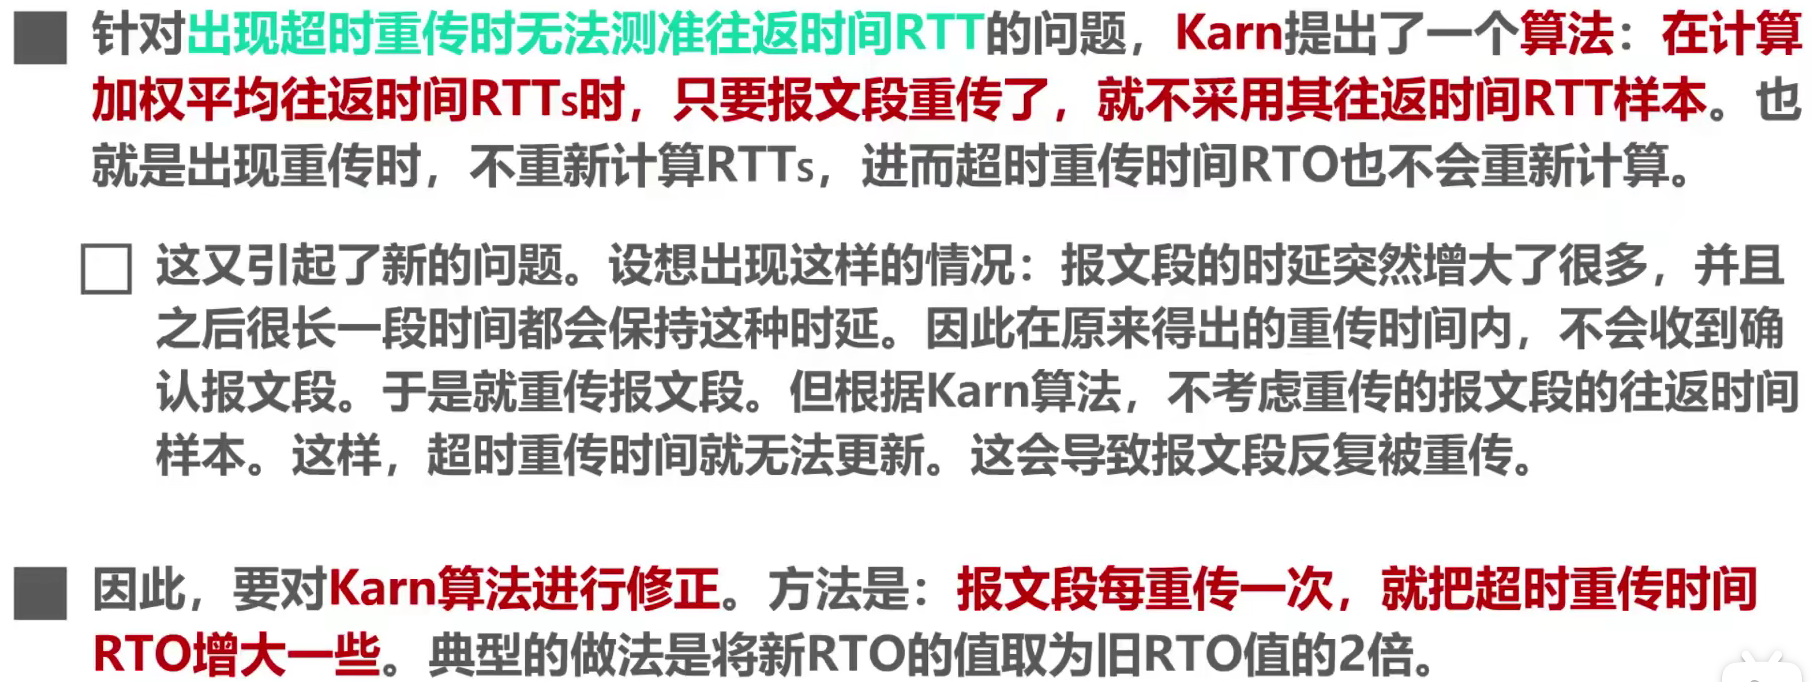 针对出现超时重传时无法测准往返时间RTT的问题，Karn提出了一个算法：在计算
加权平均往返时间RTTs时，只要报文段重传了，就不采用其往返时间RTT样本。也
就是出现重传时，不重新计算RTTs，进而超时重传时间RTO也不会重新计算。
这又引起了新的问题。设想出现这样的情况：报文段的时延突然增大了很多，并且
之后很长一段时间都会保持这种时延。因此在原来得出的重传时间内，不会收到确
认报文段。于是就重传报文段。但根据Karn算法，不考虑重传的报文段的往返时间
样本。这样，超时重传时间就无法更新。这会导致报文段反复被重传。
因此，要对Karn算法进行修正。方法是：报文段每重传一次，就把超时重传时间
RTO增大一些。典型的做法是将新RTO的值取为旧RTO值的2倍。